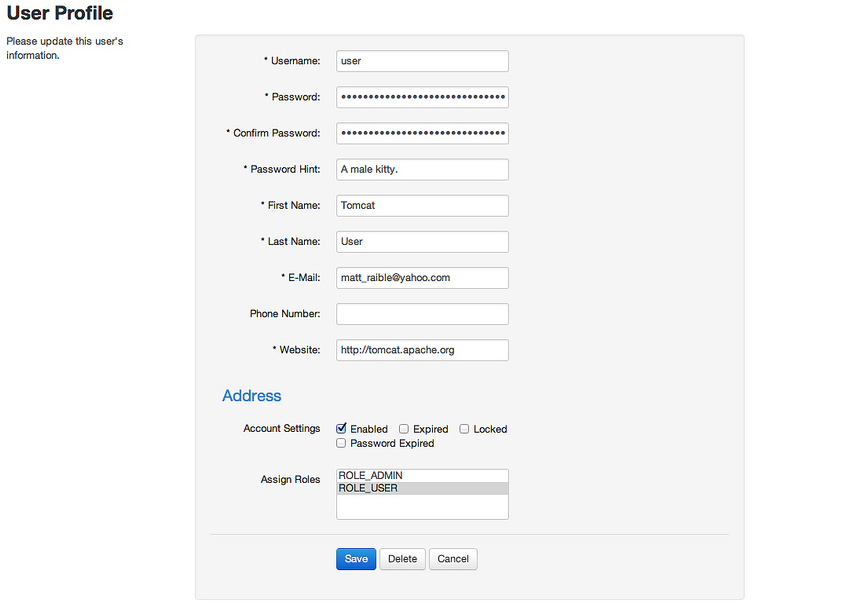 User Profile
Please update this user's
information.
* Username: user
* Password: ••••••••••••••••••••••••••••••
* Confirm Password: ••••••••••••••••••••••••••••••
* Password Hint: A male kitty.
* First Name: Tomcat
* Last Name: User
* E-Mail: matt_raible@yahoo.com
Phone Number:
* Website: http://tomcat.apache.org
Address
Account Settings Enabled Expired Locked
Password Expired
Assign Roles ROLE_ADMIN
ROLE_USER
Save Delete Cancel